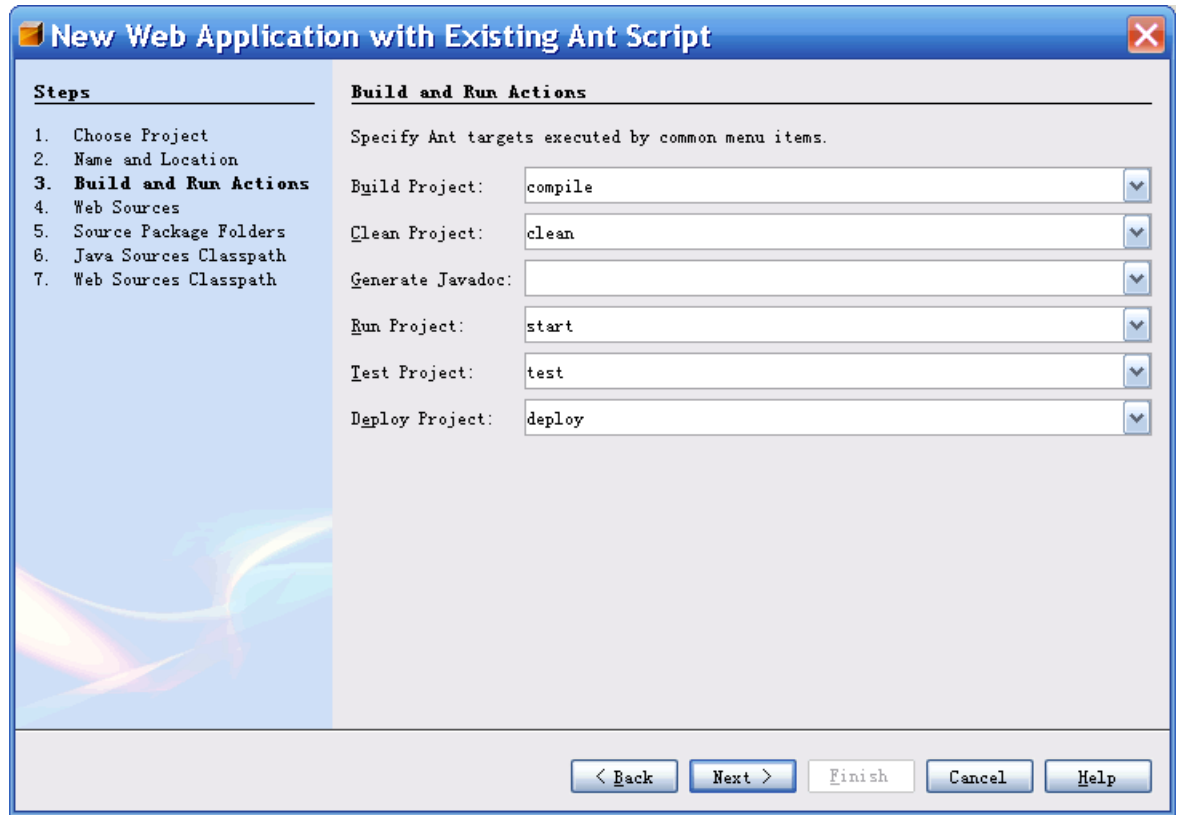 New Web Application with Existing Ant Script
Steps
1. Choose Project
2. Name and Location
3. Build and Run Actions
4. Web Sources
5. Source Package Folders
6. Java Sources Classpath
7. Web Sources Classpath
Build and Run Actions
Specify Ant targets executed by common menu items.
Build Project: compile
Clean Project: clean
Generate Javadoc:
Run Project: start
Test Project: test
Deploy Project: deploy
< Back Next > Finish Cancel Help